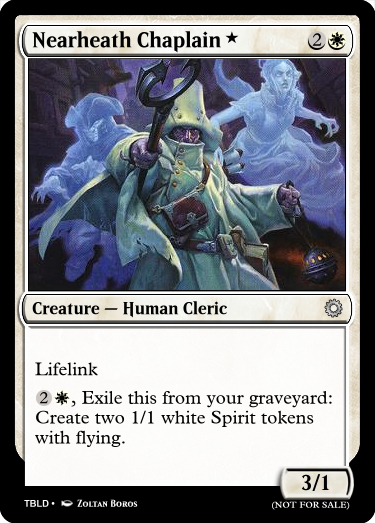 Nearheath Chaplain ★ 2
Creature — Human Cleric
Lifelink
2, Exile this from your graveyard:
Create two 1/1 white Spirit tokens
with flying.
3/1
TBLD • Zoltan Boros
(NOT FOR SALE)